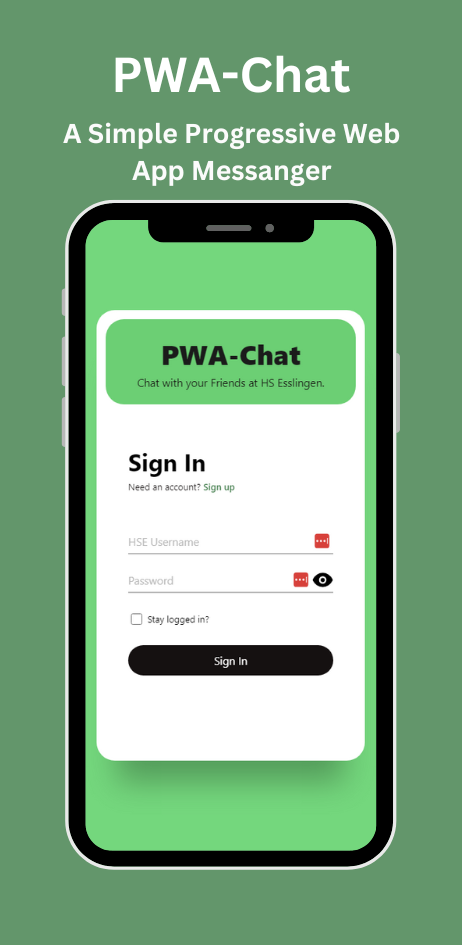 PWA-Chat
A Simple Progressive Web
App Messanger
PWA-Chat
Chat with your Friends at HS Esslingen.
Sign In
Need an account? Sign up
HSE Username
Password
Stay logged in?
Sign In